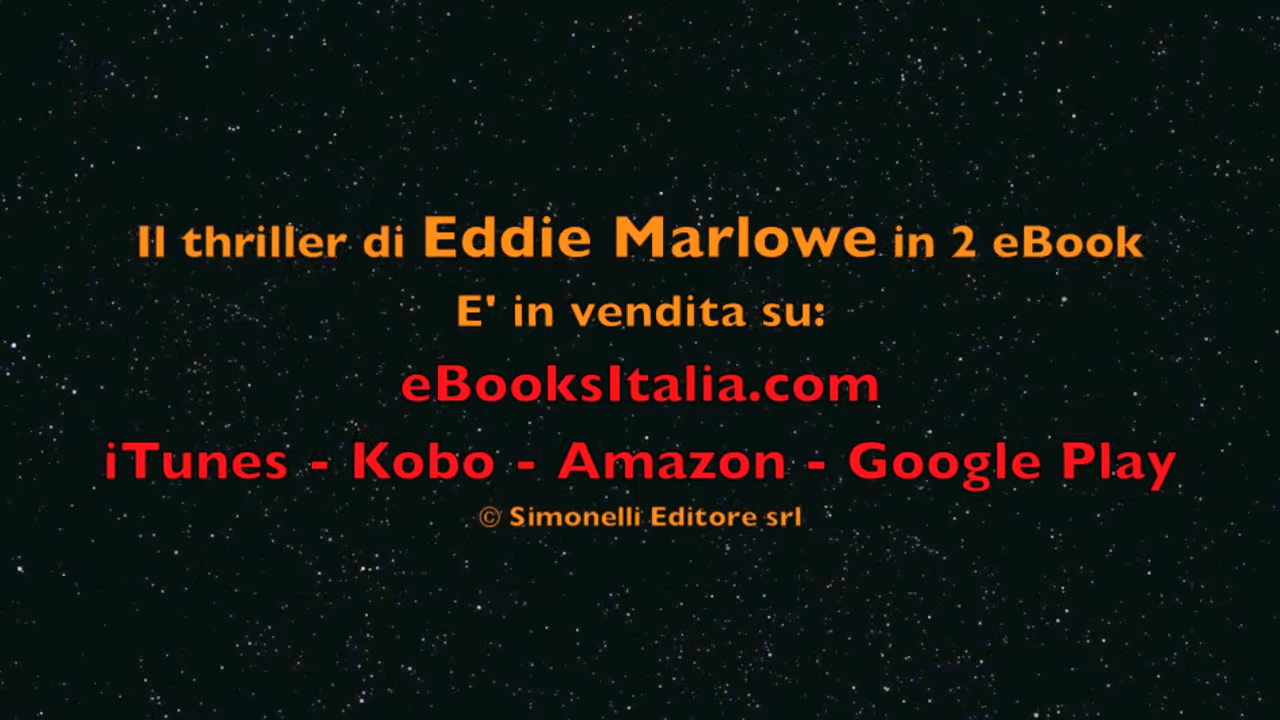 Il thriller di Eddie Marlowe in 2 eBook
E' in vendita su:
eBooksItalia.com
iTunes - Kobo - Amazon - Google Play
© Simonelli Editore srl